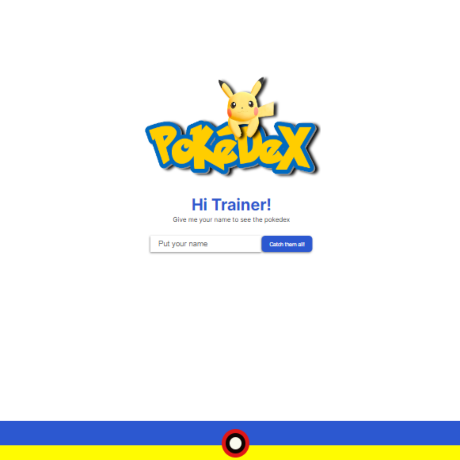 PoKéDeX
Hi Trainer!
Give me your name to see the pokedex
Put your name
Catch them all!